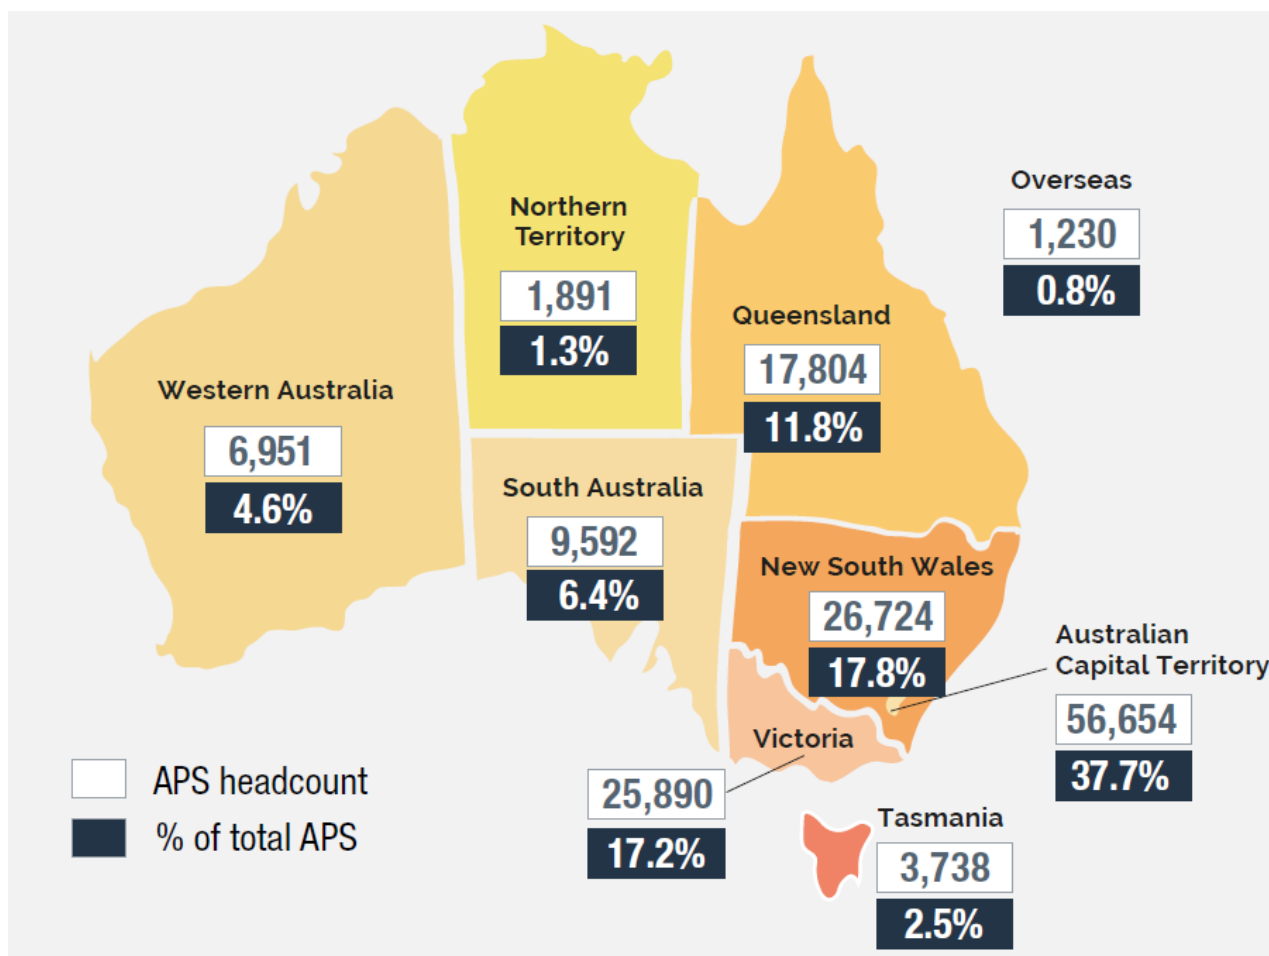 Northern
Territory
1,891
1.3%
Overseas
1,230
0.8%
Queensland
17,804
11.8%
Western Australia
6,951
4.6%
South Australia
9,592
6.4%
New South Wales
26,724
17.8%
Australian
Capital Territory
56,654
37.7%
Victoria
25,890
17.2%
Tasmania
3,738
2.5%
APS headcount
% of total APS